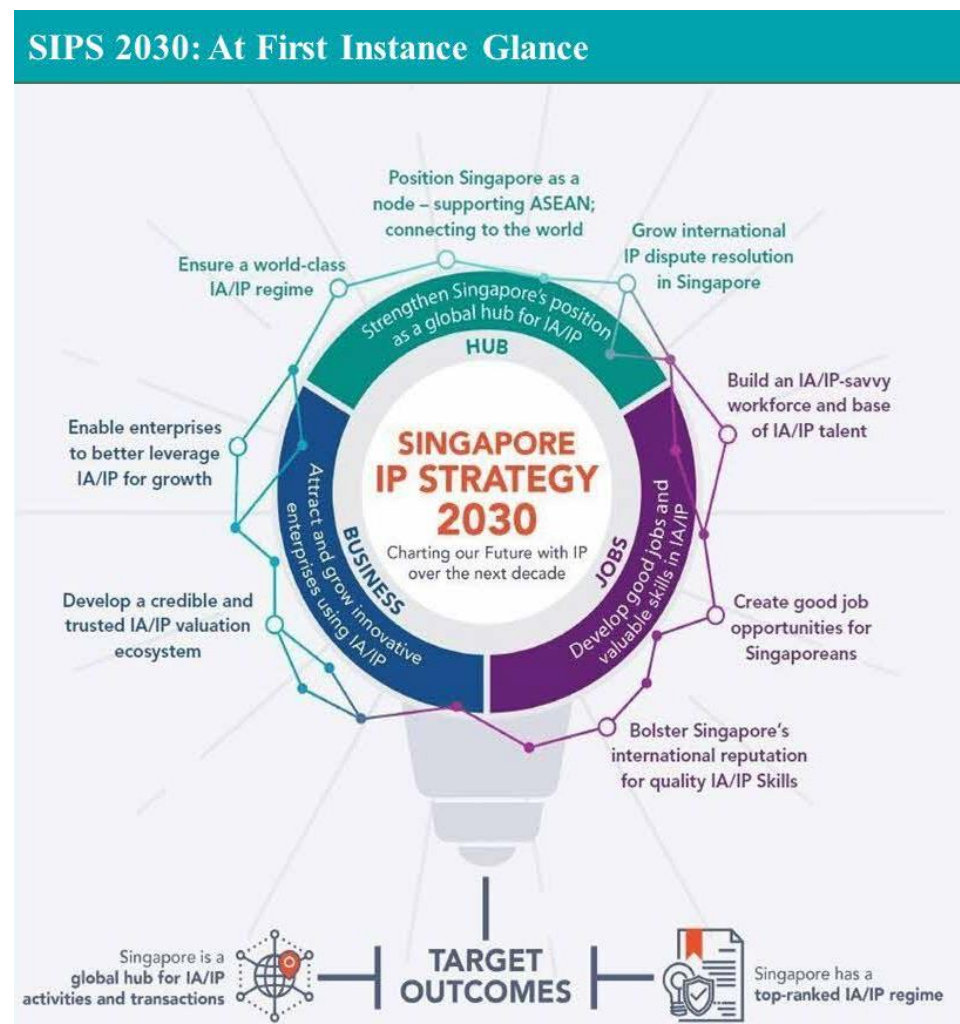 SIPS 2030: At First Instance Glance
Position Singapore as a
node – supporting ASEAN;
connecting to the world
Grow international
IP dispute resolution
in Singapore
Ensure a world-class
IA/IP regime
Strengthen Singapore's position
as a global hub for IA/IP
HUB
Build an IA/IP-savvy
workforce and base
of IA/IP talent
Enable enterprises
to better leverage
IA/IP for growth
SINGAPORE
IP STRATEGY
2030
Charting our Future with IP
over the next decade
Attract and grow innovative
enterprises using IA/IP
BUSINESS
JOBS
Develop good jobs and
valuable skills in IA/IP
Develop a credible and
trusted IA/IP valuation
ecosystem
Create good job
opportunities for
Singaporeans
Bolster Singapore's
international reputation
for quality IA/IP Skills
Singapore is a
global hub for IA/IP
activities and transactions
TARGET
OUTCOMES
Singapore has a
top-ranked IA/IP regime